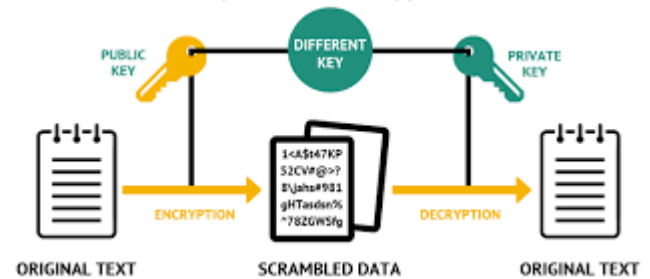 DIFFERENT
KEY
PUBLIC
KEY
PRIVATE
KEY
1<A$t47KP
52CV#@>?
8\jahs#981
gHTasdsn%
^78ZGWSfg
ENCRYPTION
DECRYPTION
ORIGINAL TEXT
SCRAMBLED DATA
ORIGINAL TEXT